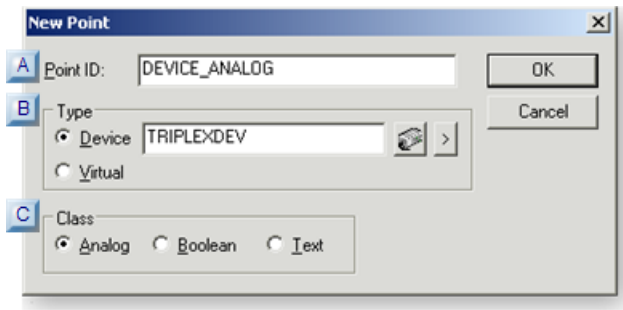 New Point
A Point ID: DEVICE_ANALOG OK
B Type Cancel
Device TRIPLEXDEV >
Virtual
C Class
Analog Boolean Text